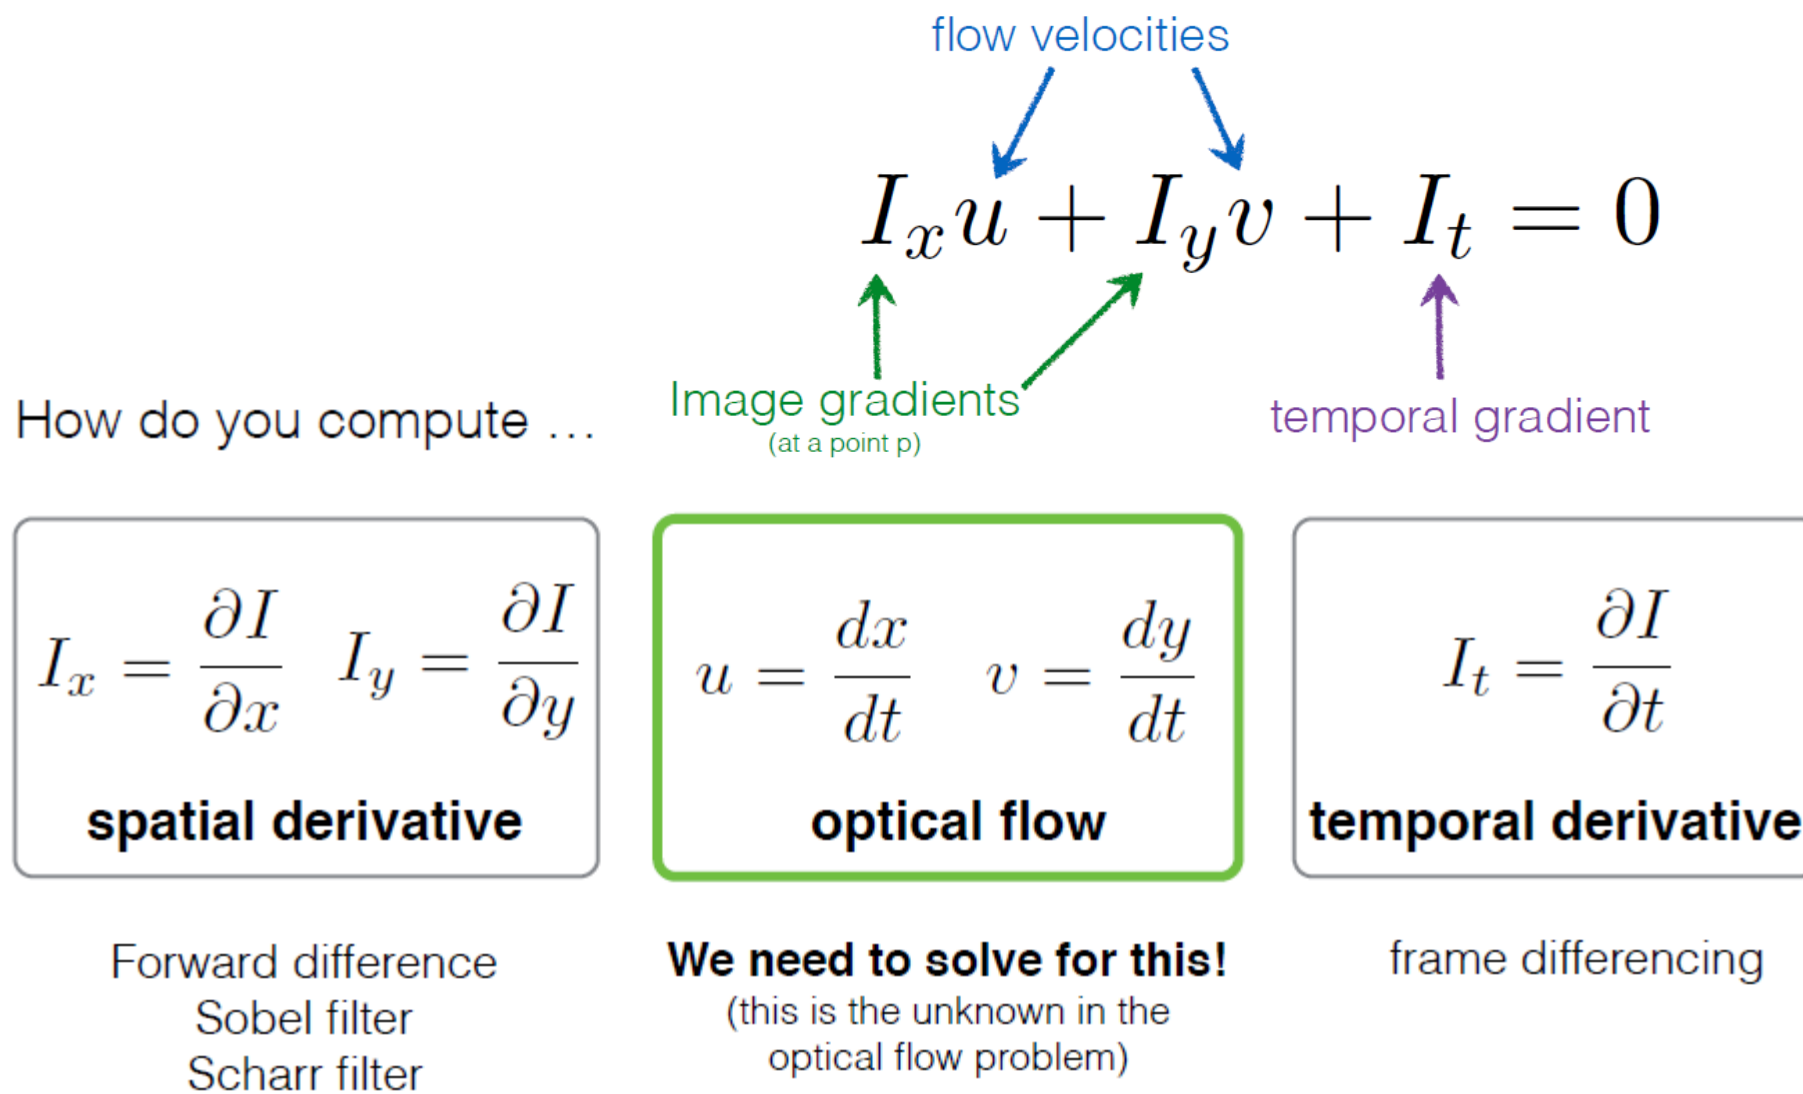 flow velocities
I_x u + I_y v + I_t = 0
How do you compute …
Image gradients
(at a point p)
temporal gradient
I_x = ∂I/∂x I_y = ∂I/∂y
spatial derivative
u = dx/dt v = dy/dt
optical flow
I_t = ∂I/∂t
temporal derivative
Forward difference
Sobel filter
Scharr filter
We need to solve for this!
(this is the unknown in the
optical flow problem)
frame differencing